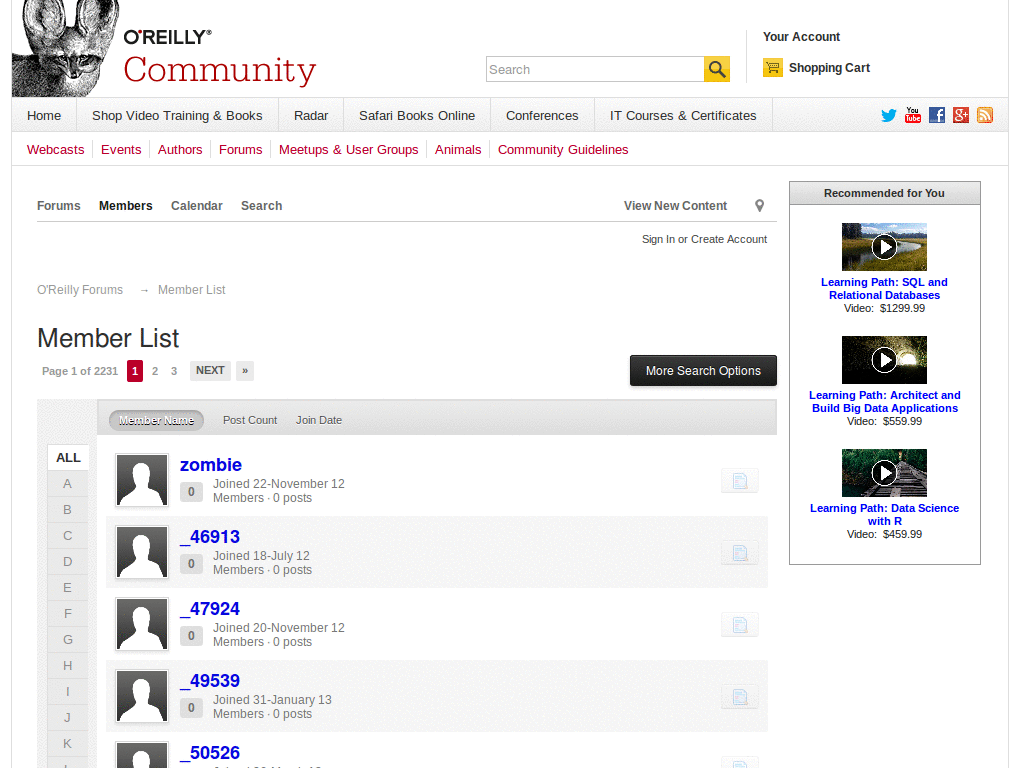 O'REILLY®
Community
Search
Your Account
Shopping Cart
Home Shop Video Training & Books Radar Safari Books Online Conferences IT Courses & Certificates
You Tube
Webcasts Events Authors Forums Meetups & User Groups Animals Community Guidelines
Forums Members Calendar Search View New Content
Sign In or Create Account
O'Reilly Forums → Member List
Member List
Page 1 of 2231 1 2 3 NEXT »
More Search Options
Member Name Post Count Join Date
ALL
A
B
C
D
E
F
G
H
I
J
K
zombie
0
Joined 22-November 12
Members · 0 posts
_46913
0
Joined 18-July 12
Members · 0 posts
_47924
0
Joined 20-November 12
Members · 0 posts
_49539
0
Joined 31-January 13
Members · 0 posts
_50526
Recommended for You
Learning Path: SQL and
Relational Databases
Video: $1299.99
Learning Path: Architect and
Build Big Data Applications
Video: $559.99
Learning Path: Data Science
with R
Video: $459.99